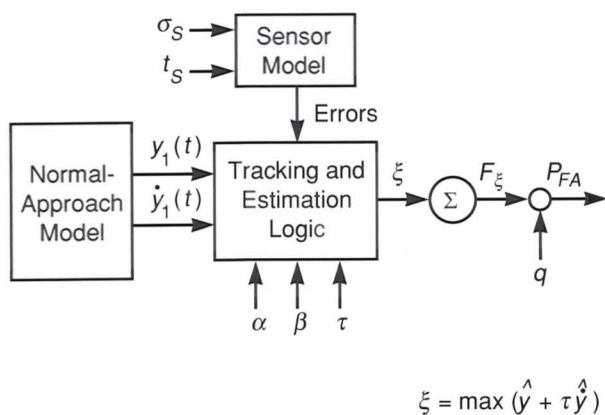 σ_S
t_S
Sensor
Model
Errors
Normal-
Approach
Model
y_1(t)
ẏ_1(t)
Tracking and
Estimation
Logic
ξ
Σ
F_ξ
P_FA
q
α β τ
ξ = max (ŷ + τ ẏ̂)